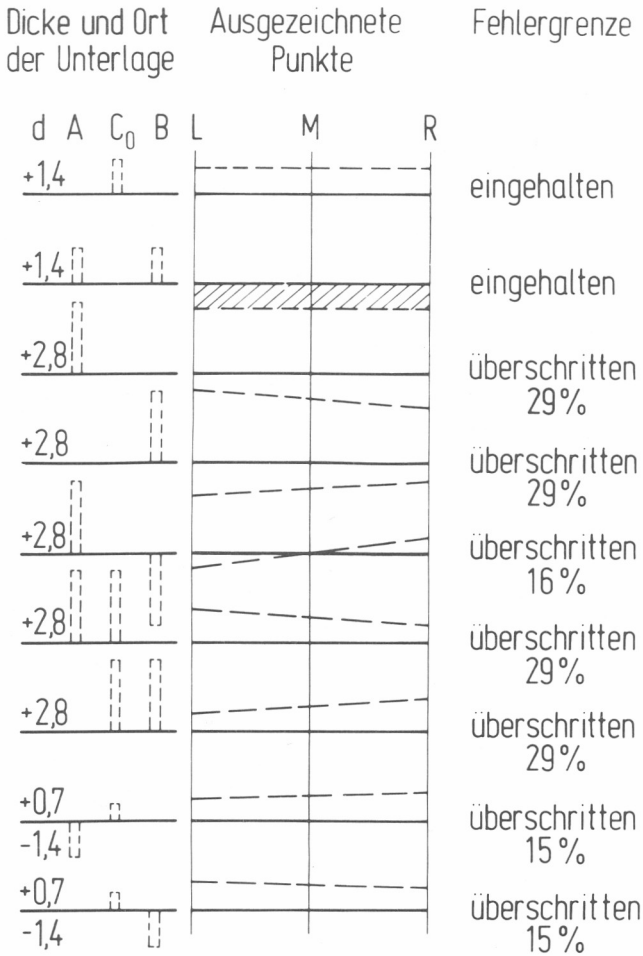 Dicke und Ort Ausgezeichnete Fehlergrenze
der Unterlage Punkte
d A C₀ B L M R
+1,4 eingehalten
+1,4 eingehalten
+2,8 überschritten
29%
+2,8 überschritten
29%
+2,8 überschritten
16%
+2,8 überschritten
29%
+2,8 überschritten
29%
+0,7 überschritten
-1,4 15%
+0,7 überschritten
-1,4 15%